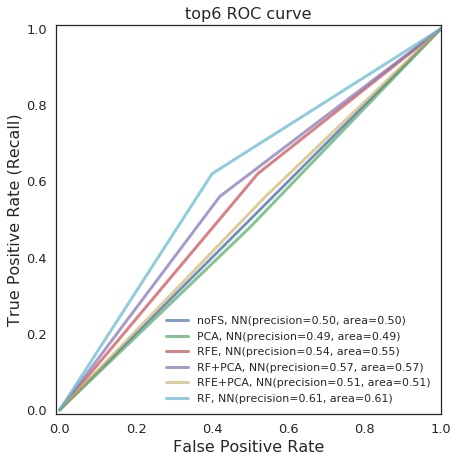 top6 ROC curve
True Positive Rate (Recall)
1.0
0.8
0.6
0.4
0.2
0.0
noFS, NN(precision=0.50, area=0.50)
PCA, NN(precision=0.49, area=0.49)
RFE, NN(precision=0.54, area=0.55)
RF+PCA, NN(precision=0.57, area=0.57)
RFE+PCA, NN(precision=0.51, area=0.51)
RF, NN(precision=0.61, area=0.61)
0.0 0.2 0.4 0.6 0.8 1.0
False Positive Rate